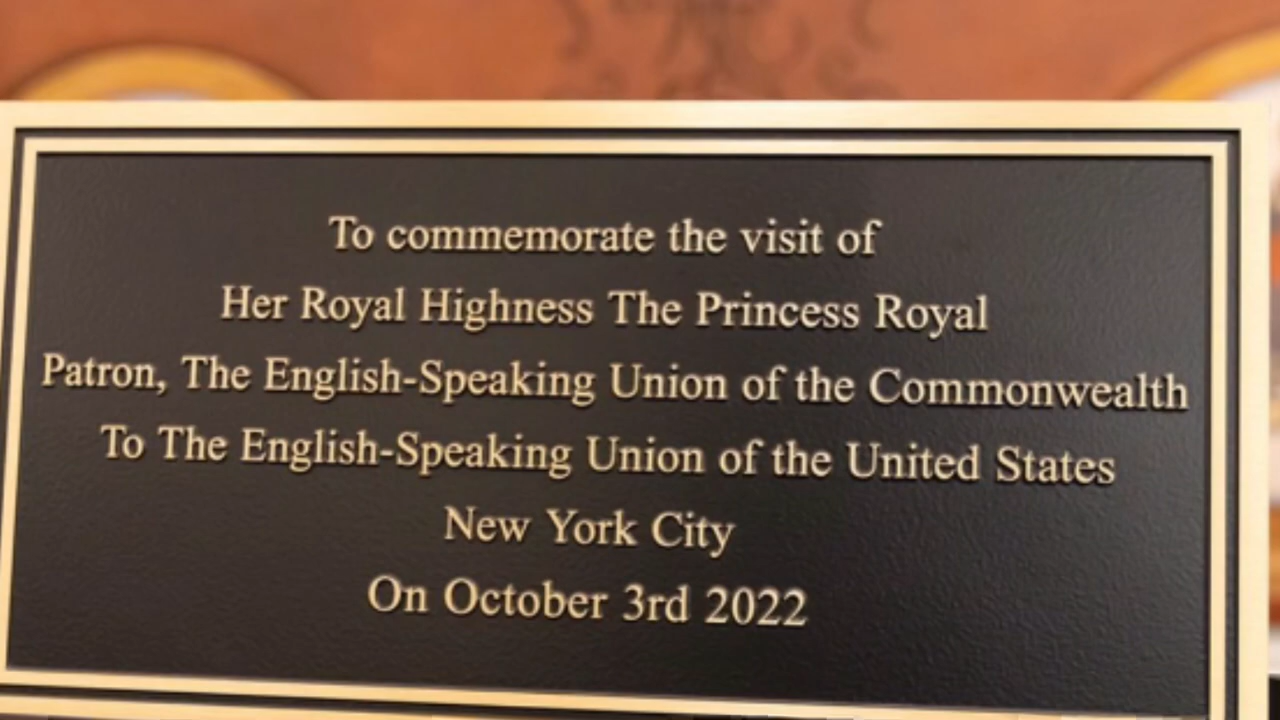 To commemorate the visit of
Her Royal Highness The Princess Royal
Patron, The English-Speaking Union of the Commonwealth
To The English-Speaking Union of the United States
New York City
On October 3rd 2022